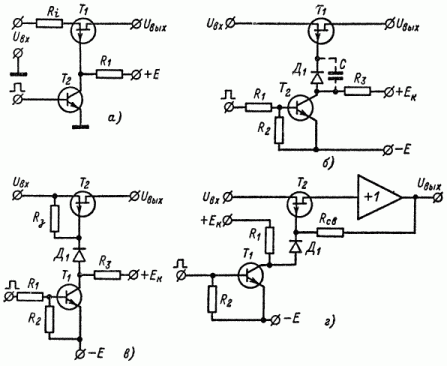 Uвх
Ri
T1
Uвых
T2
R1
+E
а)
Uвх
T1
Uвых
Д1
C
R3
+Eк
T2
R1
R2
−E
б)
Uвх
T2
Uвых
Rз
Д1
T1
R1
R3
+Eк
R2
−E
в)
Uвх
T2
+1
Uвых
+Eк
R1
Rсв
Д1
T1
R2
−E
г)